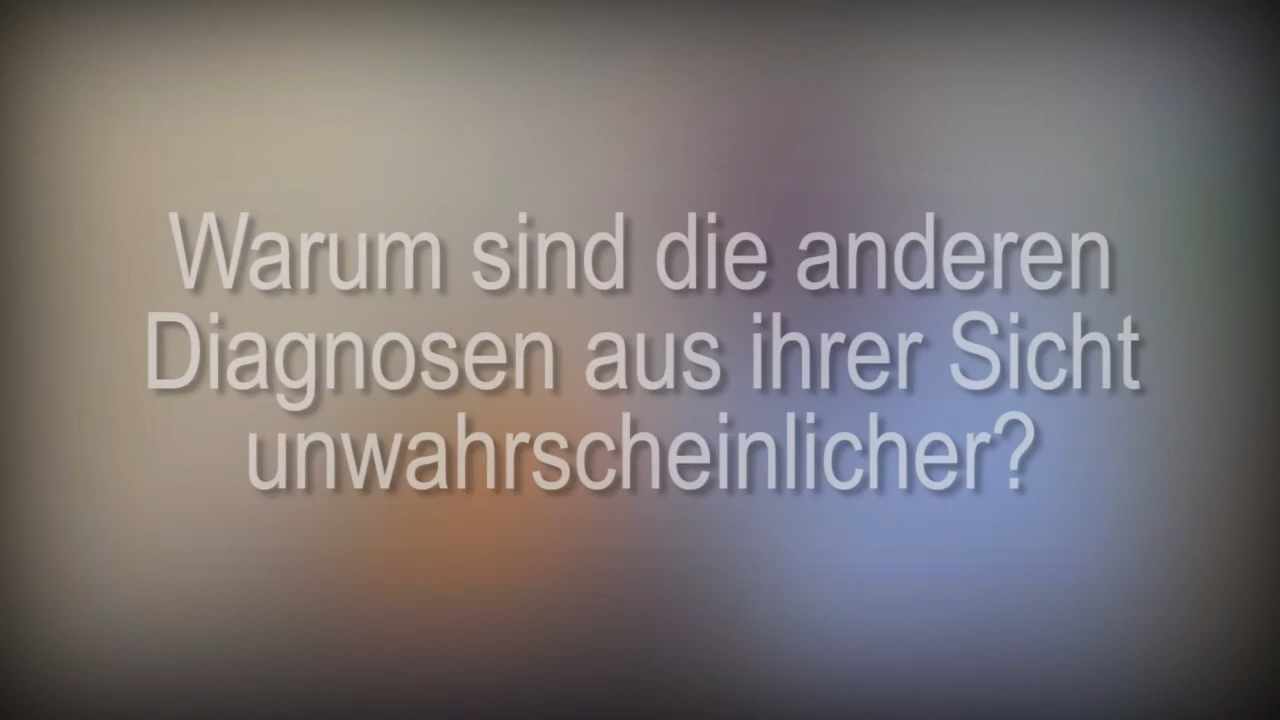 Warum sind die anderen
Diagnosen aus ihrer Sicht
unwahrscheinlicher?